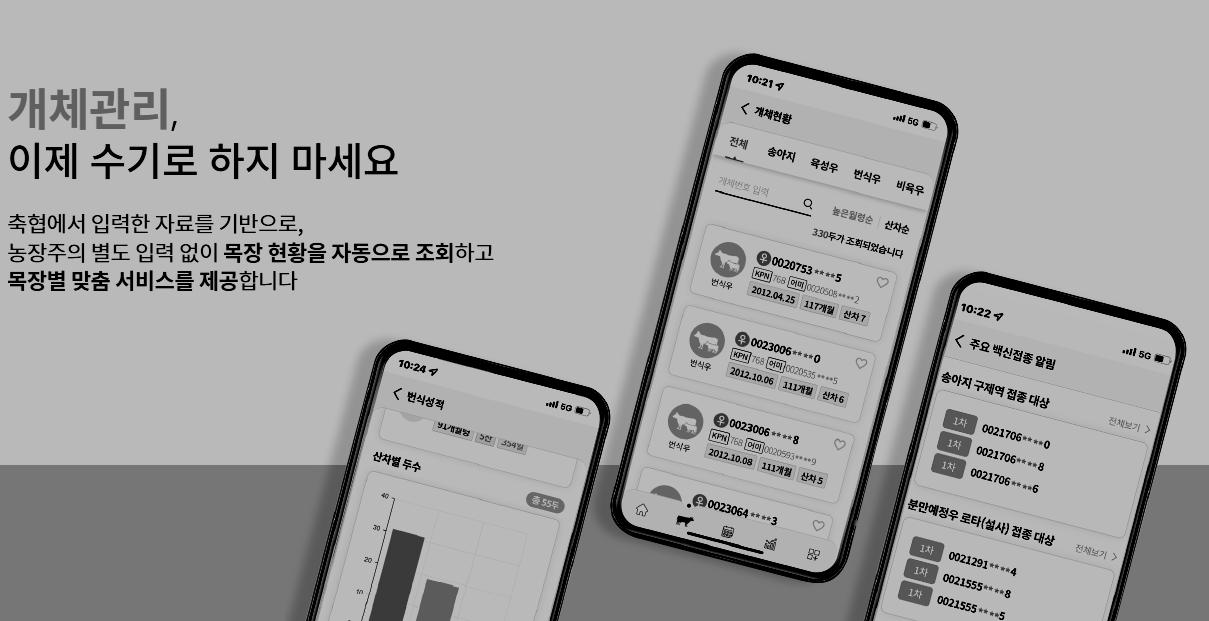 개체관리,
이제 수기로 하지 마세요
축협에서 입력한 자료를 기반으로,
농장주의 별도 입력 없이 목장 현황을 자동으로 조회하고
목장별 맞춤 서비스를 제공합니다
10:21
5G
개체현황
전체 송아지 육성우 번식우 비육우
개체번호 입력
높은월령순 산차순
330두가 조회되었습니다
우 0020753****5
KPN 768 어미 0020508****2
번식우 2012.04.25 117개월 산차 7
우 0023006****0
KPN 768 어미 0020535****5
번식우 2012.10.06 111개월 산차 6
우 0023006****8
KPN 768 어미 0020593****9
번식우 2012.10.08 111개월 산차 5
우 0023064****3
10:24
5G
번식성적
91개월령 5산 354일
산차별 두수
총 55두
40
30
20
10
10:22
5G
주요 백신접종 알림
송아지 구제역 접종 대상
전체보기
1차 0021706****0
1차 0021706****8
1차 0021706****6
분만예정우 로타(설사) 접종 대상
전체보기
1차 0021291****4
1차 0021555****8
1차 0021555****5